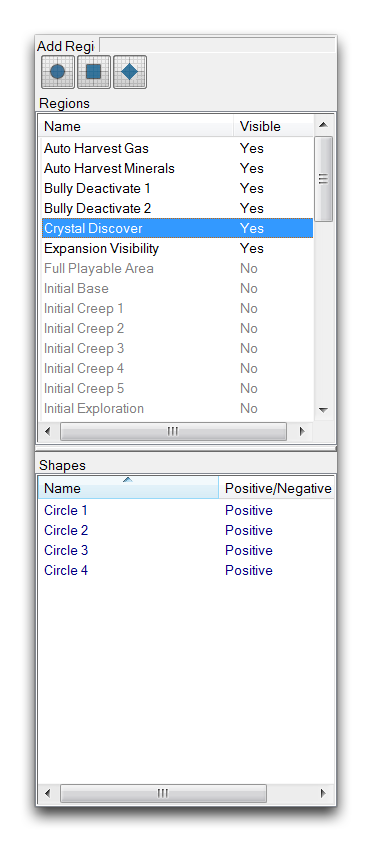 Add Regi
Regions
Name Visible
Auto Harvest Gas Yes
Auto Harvest Minerals Yes
Bully Deactivate 1 Yes
Bully Deactivate 2 Yes
Crystal Discover Yes
Expansion Visibility Yes
Full Playable Area No
Initial Base No
Initial Creep 1 No
Initial Creep 2 No
Initial Creep 3 No
Initial Creep 4 No
Initial Creep 5 No
Initial Exploration No
Shapes
Name Positive/Negative
Circle 1 Positive
Circle 2 Positive
Circle 3 Positive
Circle 4 Positive